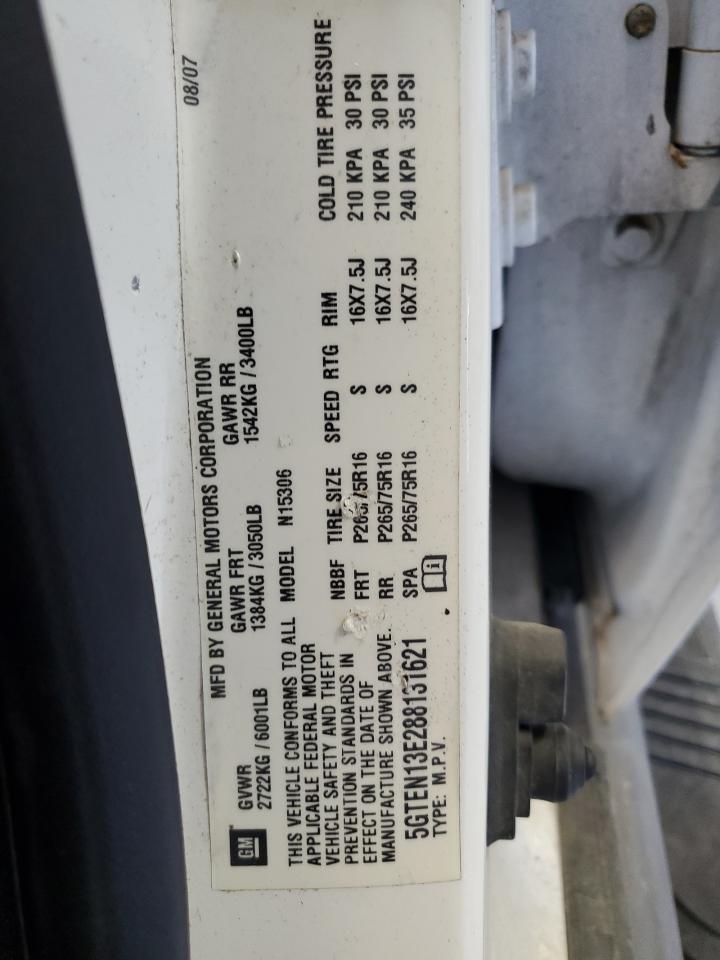 MFD BY GENERAL MOTORS CORPORATION 08/07
GM
GVWR GAWR FRT GAWR RR
2722KG / 6001LB 1384KG / 3050LB 1542KG / 3400LB
THIS VEHICLE CONFORMS TO ALL
APPLICABLE FEDERAL MOTOR
VEHICLE SAFETY AND THEFT
PREVENTION STANDARDS IN
EFFECT ON THE DATE OF
MANUFACTURE SHOWN ABOVE.
5GTEN13E288131621
TYPE: M.P.V.
MODEL N15306
NBBF TIRE SIZE SPEED RTG RIM COLD TIRE PRESSURE
FRT P265/75R16 S 16X7.5J 210 KPA 30 PSI
RR P265/75R16 S 16X7.5J 210 KPA 30 PSI
SPA P265/75R16 S 16X7.5J 240 KPA 35 PSI